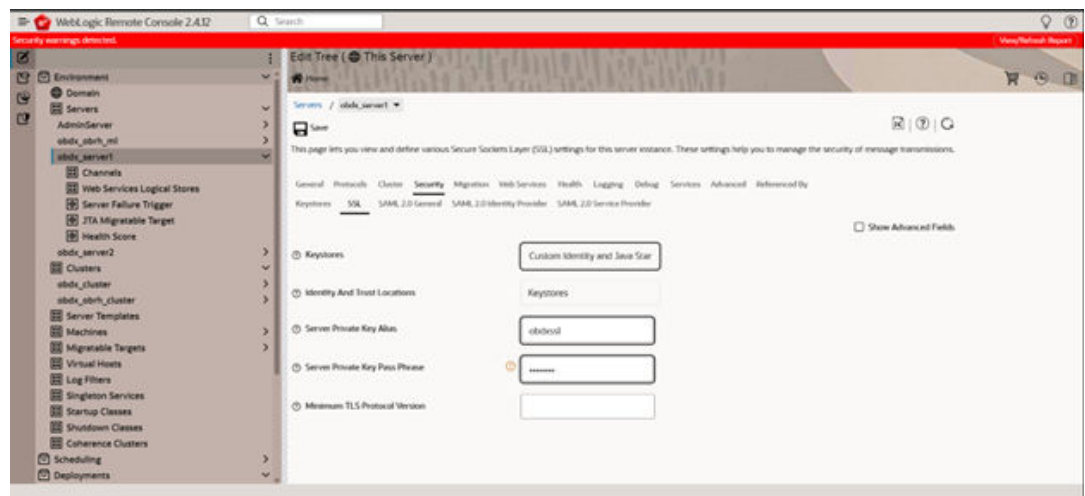 WebLogic Remote Console 2.4.12
Search
Security warnings detected.
View/Refresh Report
Edit Tree ( This Server )
Home
Environment
Domain
Servers
AdminServer
obdx_obrh_ml
obdx_server1
Channels
Web Services Logical Stores
Server Failure Trigger
JTA Migratable Target
Health Score
obdx_server2
Clusters
obdx_cluster
obdx_obrh_cluster
Server Templates
Machines
Migratable Targets
Virtual Hosts
Log Filters
Singleton Services
Startup Classes
Shutdown Classes
Coherence Clusters
Scheduling
Deployments
Servers / obdx_server1
Save
This page lets you view and define various Secure Sockets Layer (SSL) settings for this server instance. These settings help you to manage the security of message transmissions.
General Protocols Cluster Security Migration Web Services Health Logging Debug Services Advanced Referenced By
Keystores SSL SAML 2.0 General SAML 2.0 Identity Provider SAML 2.0 Service Provider
Show Advanced Fields
Keystores
Custom Identity and Java Star
Identity And Trust Locations
Keystores
Server Private Key Alias
obdxssl
Server Private Key Pass Phrase
••••••••
Minimum TLS Protocol Version